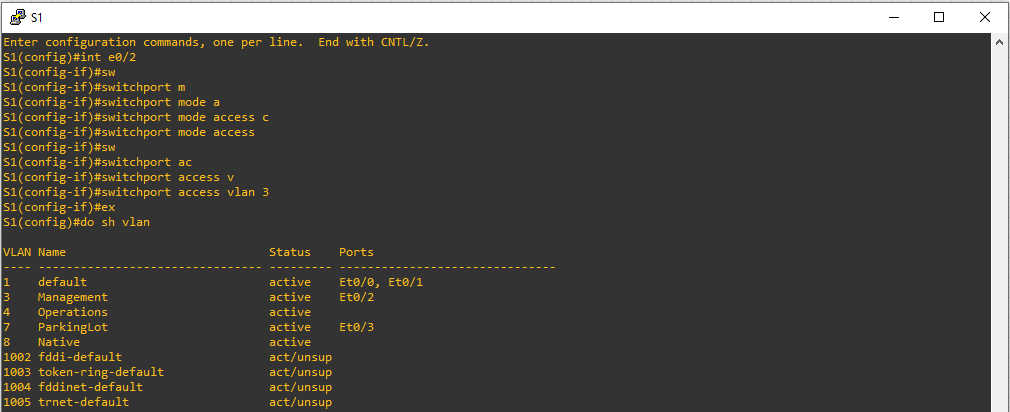 S1
Enter configuration commands, one per line.  End with CNTL/Z.
S1(config)#int e0/2
S1(config-if)#sw
S1(config-if)#switchport m
S1(config-if)#switchport mode a
S1(config-if)#switchport mode access c
S1(config-if)#switchport mode access
S1(config-if)#sw
S1(config-if)#switchport ac
S1(config-if)#switchport access v
S1(config-if)#switchport access vlan 3
S1(config-if)#ex
S1(config)#do sh vlan

VLAN Name                             Status    Ports
---- -------------------------------- --------- -------------------------------
1    default                          active    Et0/0, Et0/1
3    Management                       active    Et0/2
4    Operations                       active
7    ParkingLot                       active    Et0/3
8    Native                           active
1002 fddi-default                     act/unsup
1003 token-ring-default               act/unsup
1004 fddinet-default                  act/unsup
1005 trnet-default                    act/unsup